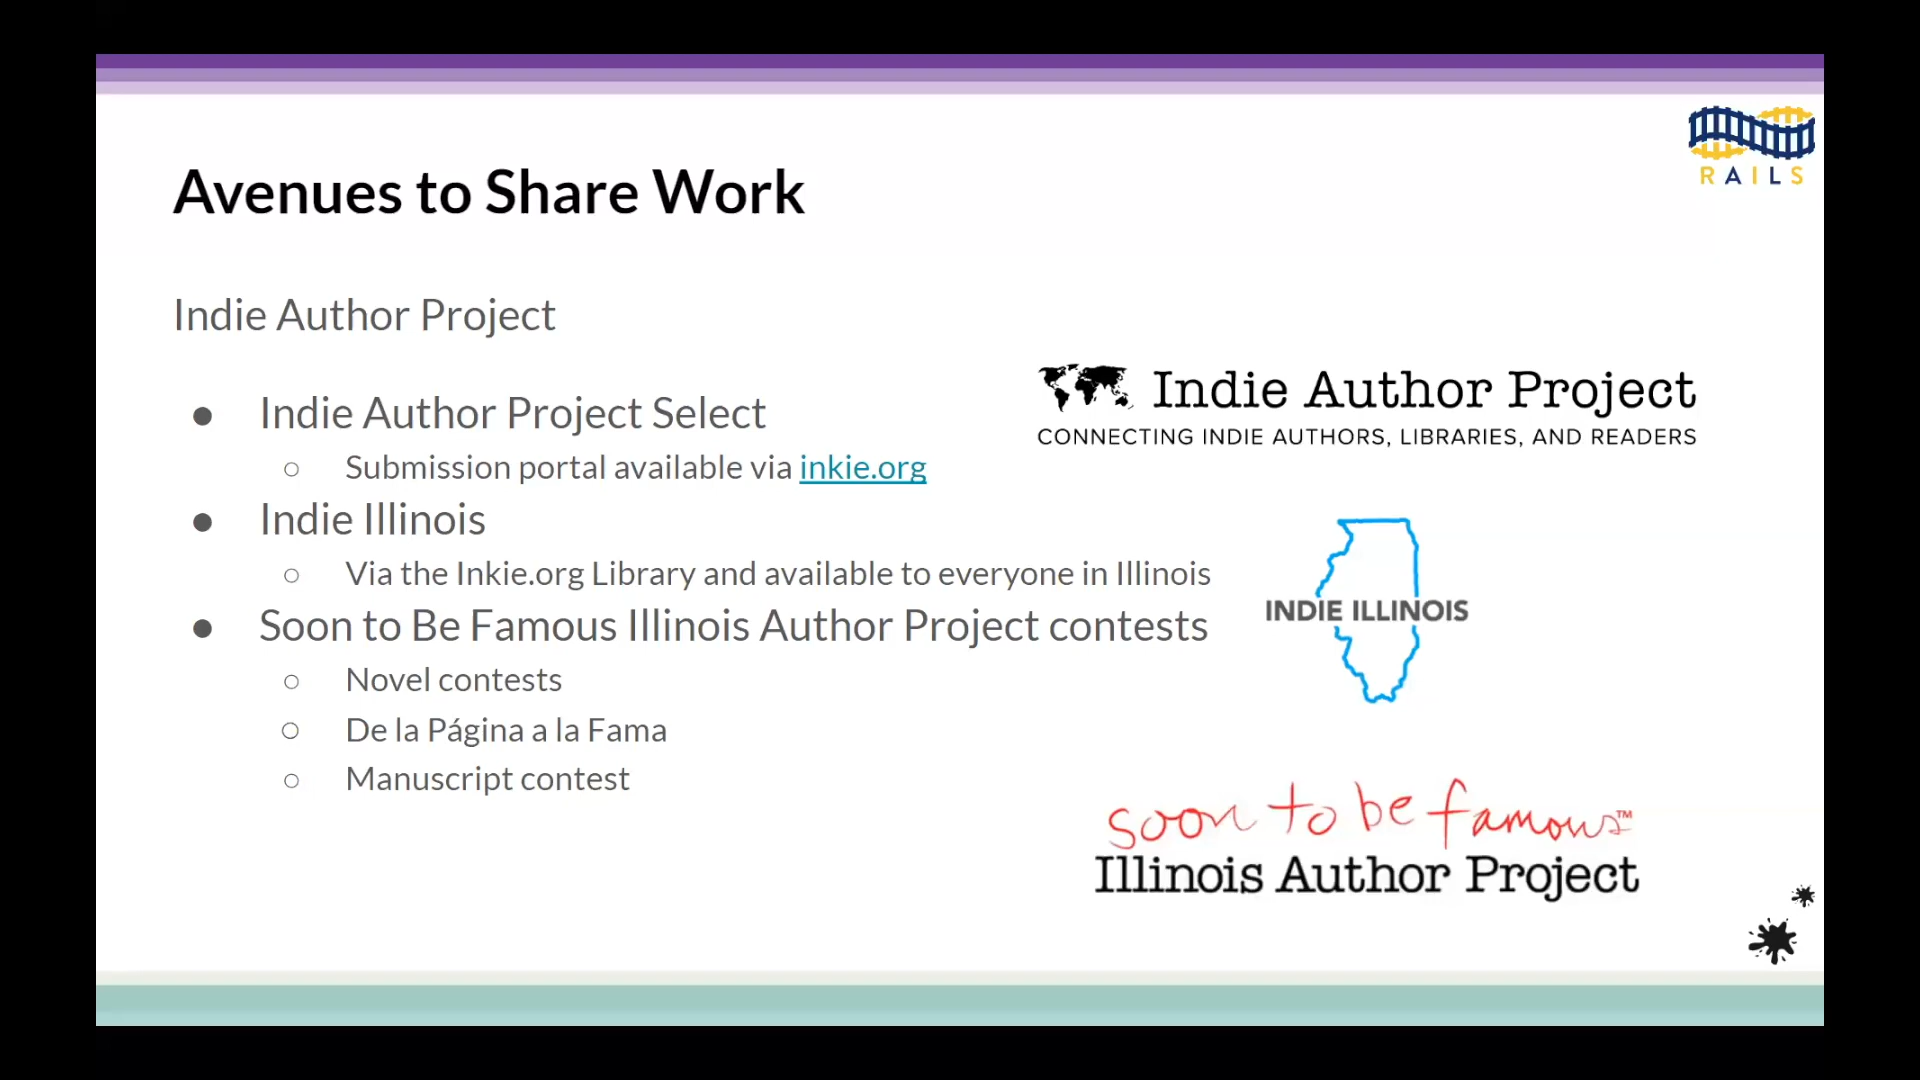 RAILS
Avenues to Share Work
Indie Author Project
● Indie Author Project Select
○ Submission portal available via inkie.org
● Indie Illinois
○ Via the Inkie.org Library and available to everyone in Illinois
● Soon to Be Famous Illinois Author Project contests
○ Novel contests
○ De la Página a la Fama
○ Manuscript contest
Indie Author Project
CONNECTING INDIE AUTHORS, LIBRARIES, AND READERS
INDIE ILLINOIS
soon to be famous™
Illinois Author Project